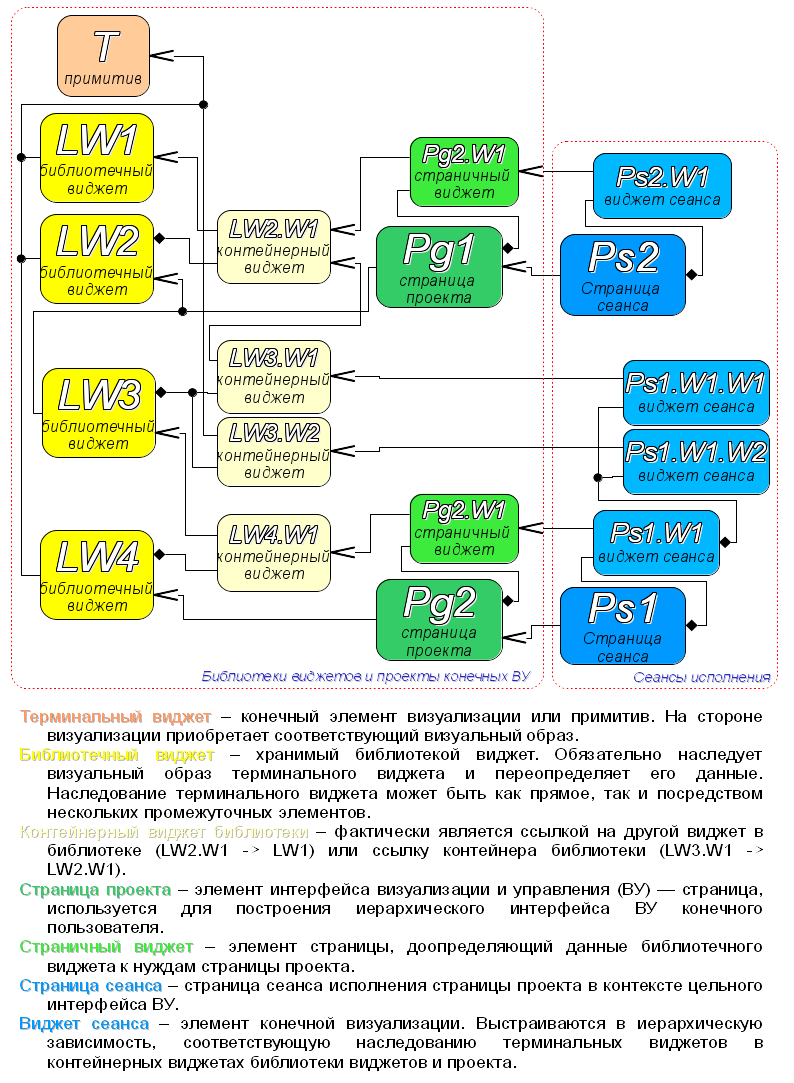 T
примитив
LW1
библиотечный
виджет
LW2
библиотечный
виджет
LW3
библиотечный
виджет
LW4
библиотечный
виджет
LW2.W1
контейнерный
виджет
LW3.W1
контейнерный
виджет
LW3.W2
контейнерный
виджет
LW4.W1
контейнерный
виджет
Pg2.W1
страничный
виджет
Pg1
страница
проекта
Pg2.W1
страничный
виджет
Pg2
страница
проекта
Ps2.W1
виджет сеанса
Ps2
Страница
сеанса
Ps1.W1.W1
виджет сеанса
Ps1.W1.W2
виджет сеанса
Ps1.W1
виджет сеанса
Ps1
Страница
сеанса
Библиотеки виджетов и проекты конечных ВУ
Сеансы исполнения
Терминальный виджет – конечный элемент визуализации или примитив. На стороне
визуализации приобретает соответствующий визуальный образ.
Библиотечный виджет – хранимый библиотекой виджет. Обязательно наследует
визуальный образ терминального виджета и переопределяет его данные.
Наследование терминального виджета может быть как прямое, так и посредством
нескольких промежуточных элементов.
Контейнерный виджет библиотеки – фактически является ссылкой на другой виджет в
библиотеке (LW2.W1 -> LW1) или ссылку контейнера библиотеки (LW3.W1 ->
LW2.W1).
Страница проекта – элемент интерфейса визуализации и управления (ВУ) — страница,
используется для построения иерархического интерфейса ВУ конечного
пользователя.
Страничный виджет – элемент страницы, доопределяющий данные библиотечного
виджета к нуждам страницы проекта.
Страница сеанса – страница сеанса исполнения страницы проекта в контексте цельного
интерфейса ВУ.
Виджет сеанса – элемент конечной визуализации. Выстраиваются в иерархическую
зависимость, соответствующую наследованию терминальных виджетов в
контейнерных виджетах библиотеки виджетов и проекта.